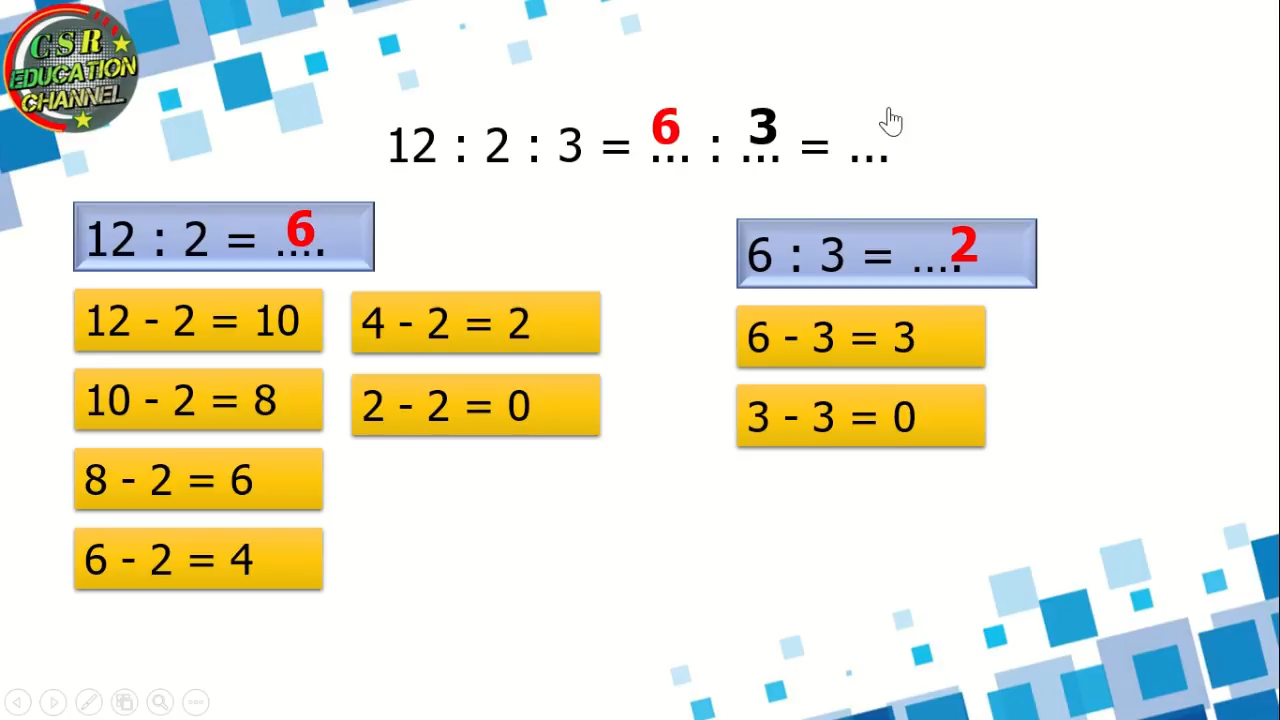 CSR
EDUCATION
CHANNEL
12 : 2 : 3 = 6... : 3... = ...
12 : 2 = 6....
12 - 2 = 10
10 - 2 = 8
8 - 2 = 6
6 - 2 = 4
4 - 2 = 2
2 - 2 = 0
6 : 3 = ....2
6 - 3 = 3
3 - 3 = 0